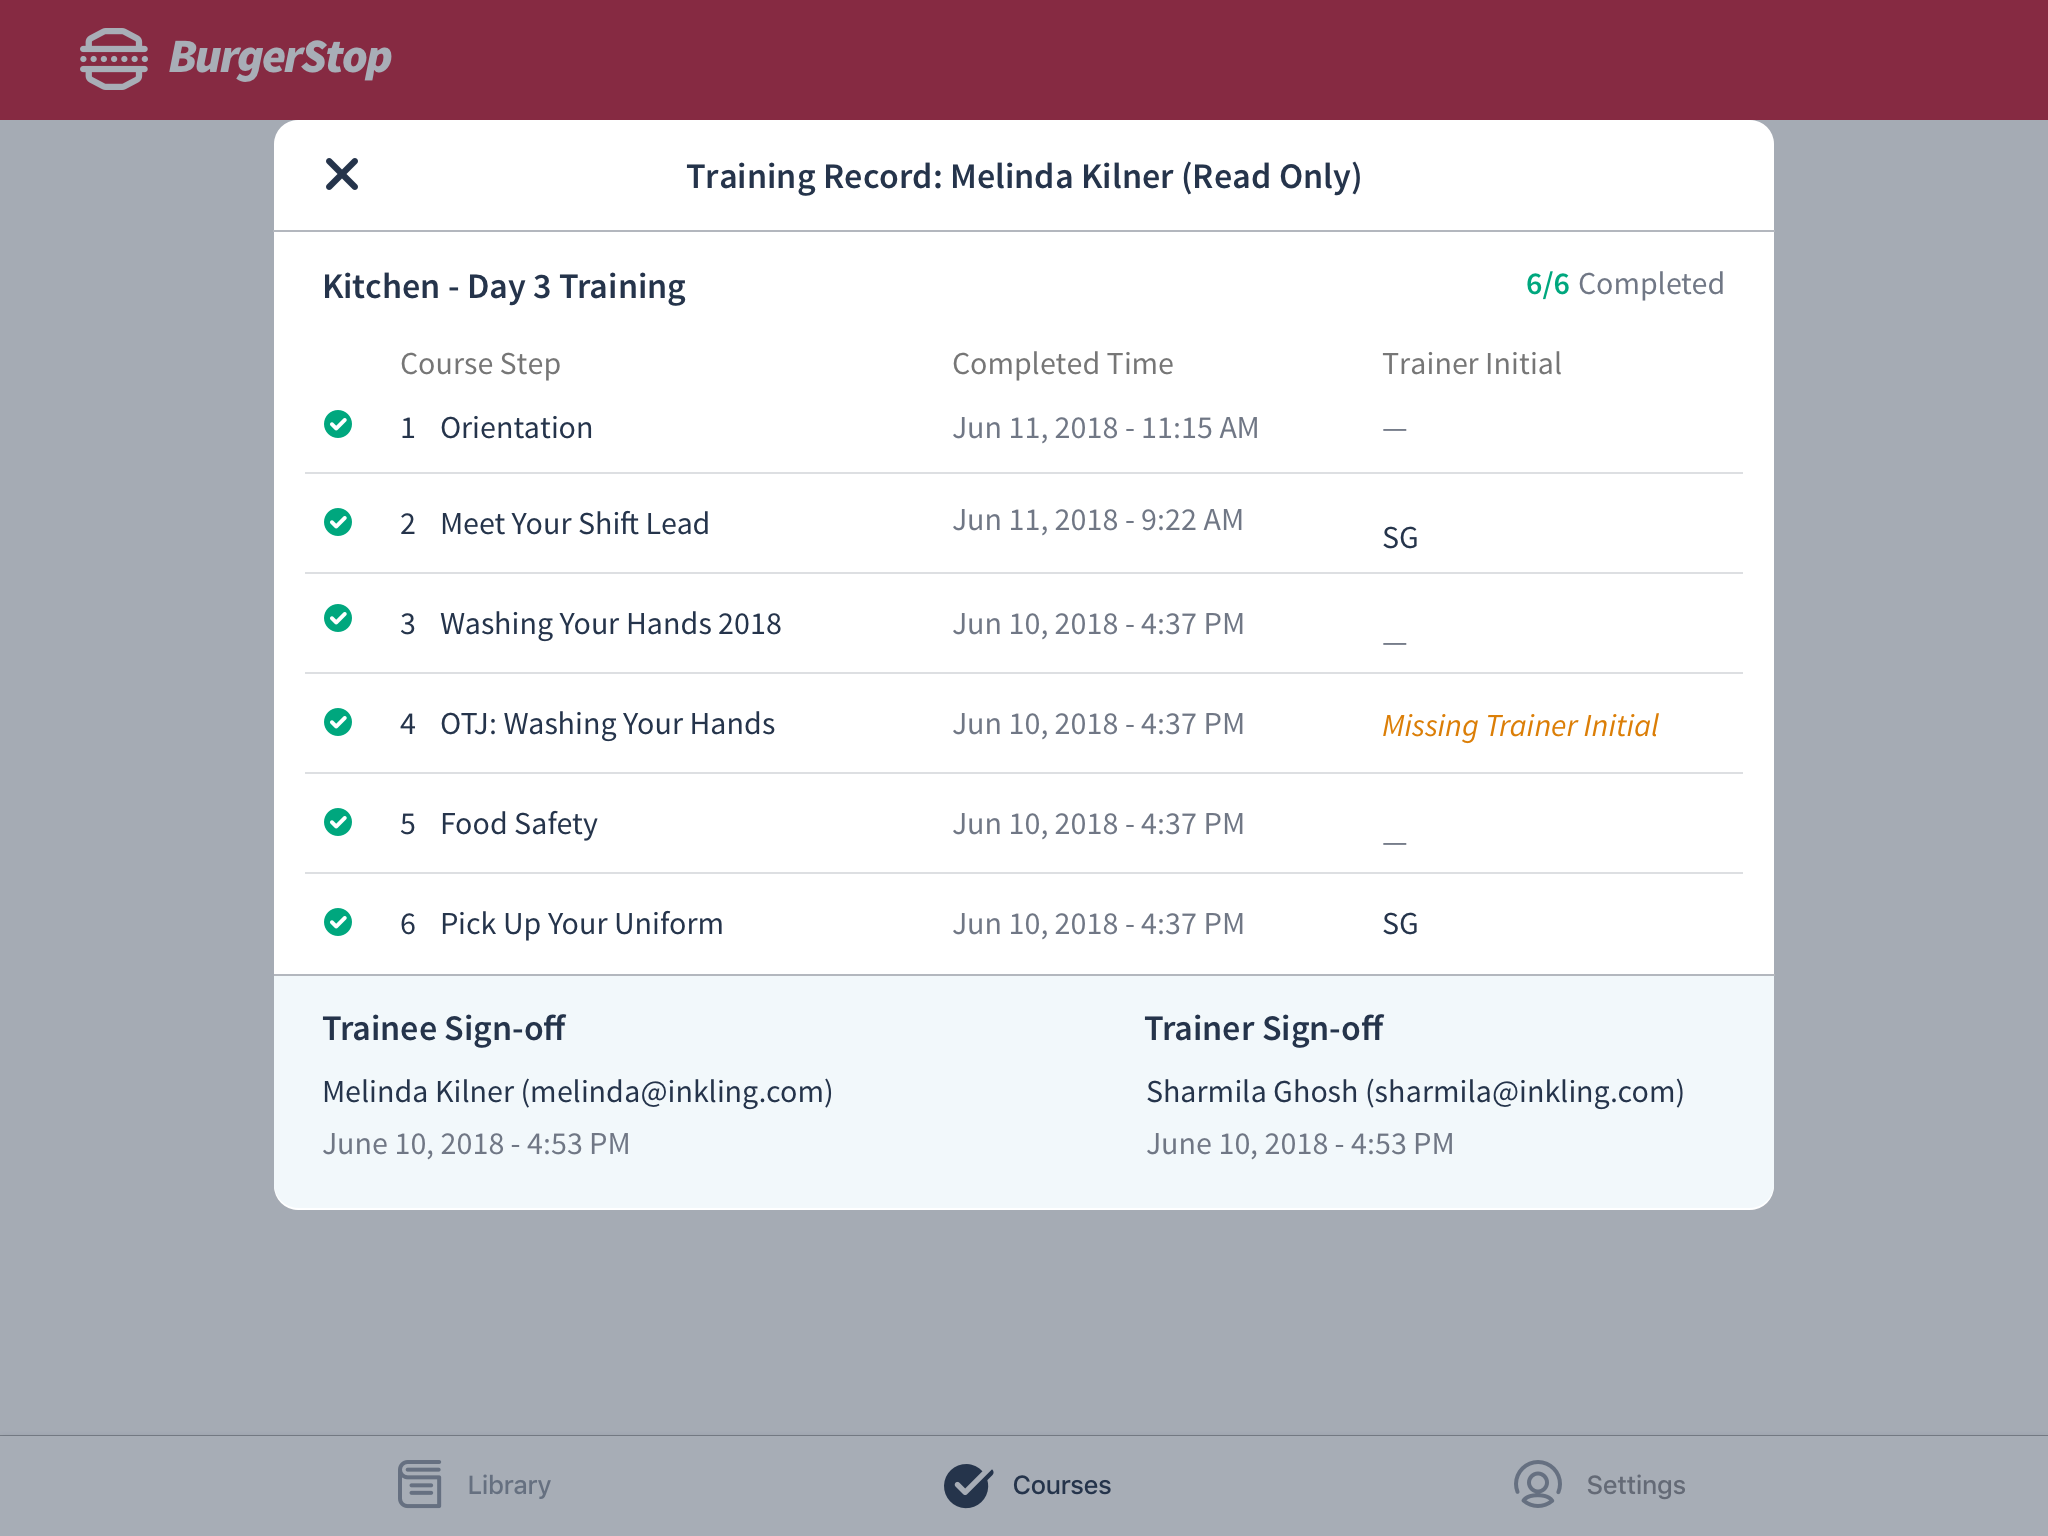 BurgerStop
Training Record: Melinda Kilner (Read Only)
Kitchen - Day 3 Training 6/6 Completed
Course Step Completed Time Trainer Initial
1 Orientation Jun 11, 2018 - 11:15 AM —
2 Meet Your Shift Lead Jun 11, 2018 - 9:22 AM SG
3 Washing Your Hands 2018 Jun 10, 2018 - 4:37 PM —
4 OTJ: Washing Your Hands Jun 10, 2018 - 4:37 PM Missing Trainer Initial
5 Food Safety Jun 10, 2018 - 4:37 PM —
6 Pick Up Your Uniform Jun 10, 2018 - 4:37 PM SG
Trainee Sign-off Trainer Sign-off
Melinda Kilner (melinda@inkling.com) Sharmila Ghosh (sharmila@inkling.com)
June 10, 2018 - 4:53 PM June 10, 2018 - 4:53 PM
Library Courses Settings